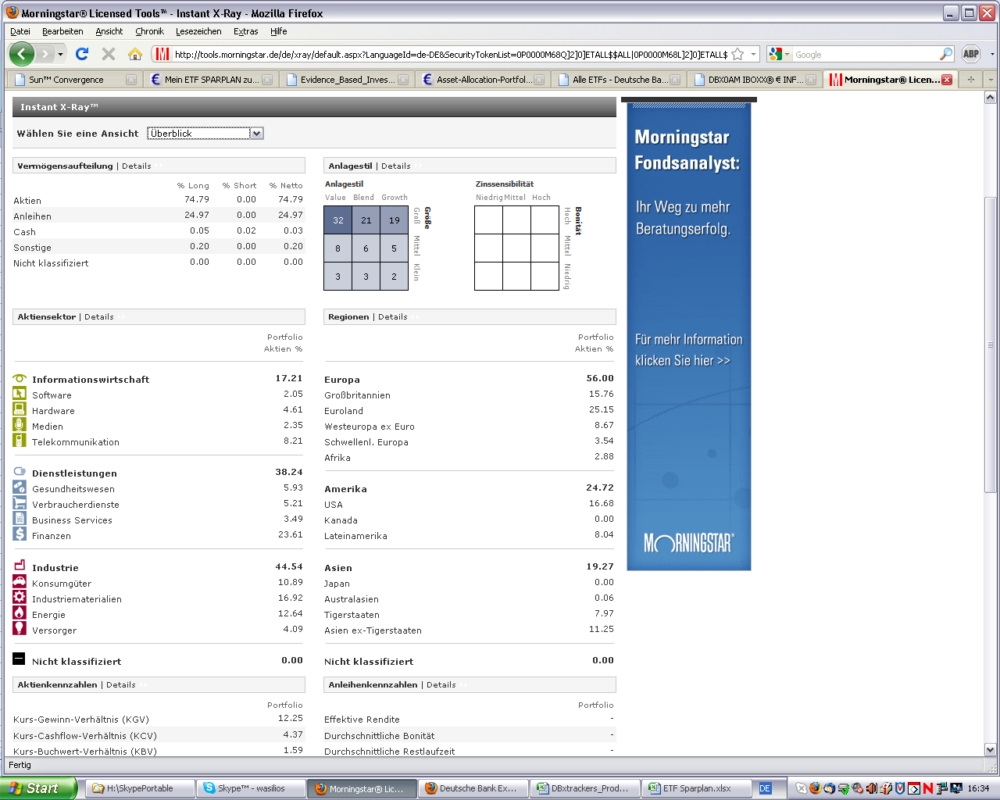 Morningstar® Licensed Tools™ - Instant X-Ray - Mozilla Firefox
Datei Bearbeiten Ansicht Chronik Lesezeichen Extras Hilfe
http://tools.morningstar.de/de/xray/default.aspx?LanguageId=de-DE&SecurityTokenList=0P0000M68Q]2]0]ETALL$$ALL|0P0000M68L]2]0]ETALL$
Google
ABP
Sun™ Convergence
Mein ETF SPARPLAN zu...
Evidence_Based_Inves...
Asset-Allocation-Portfol...
Alle ETFs - Deutsche Ba...
DBX0AM IBOXX® € INF...
Morningstar® Licen...
Instant X-Ray™
Wählen Sie eine Ansicht Überblick
Vermögensaufteilung | Details
% Long % Short % Netto
Aktien 74.79 0.00 74.79
Anleihen 24.97 0.00 24.97
Cash 0.05 0.02 0.03
Sonstige 0.20 0.00 0.20
Nicht klassifiziert 0.00 0.00 0.00
Anlagestil | Details
Anlagestil
Value Blend Growth
32 21 19
8 6 5
3 3 2
Groß Mittel Klein
Größe
Zinssensibilität
Niedrig Mittel Hoch
Hoch Mittel Niedrig
Bonität
Aktiensektor | Details
Portfolio
Aktien %
Informationswirtschaft 17.21
Software 2.05
Hardware 4.61
Medien 2.35
Telekommunikation 8.21
Dienstleistungen 38.24
Gesundheitswesen 5.93
Verbraucherdienste 5.21
Business Services 3.49
Finanzen 23.61
Industrie 44.54
Konsumgüter 10.89
Industriematerialien 16.92
Energie 12.64
Versorger 4.09
Nicht klassifiziert 0.00
Regionen | Details
Portfolio
Aktien %
Europa 56.00
Großbritannien 15.76
Euroland 25.15
Westeuropa ex Euro 8.67
Schwellenl. Europa 3.54
Afrika 2.88
Amerika 24.72
USA 16.68
Kanada 0.00
Lateinamerika 8.04
Asien 19.27
Japan 0.00
Australasien 0.06
Tigerstaaten 7.97
Asien ex-Tigerstaaten 11.25
Nicht klassifiziert 0.00
Aktienkennzahlen | Details
Portfolio
Kurs-Gewinn-Verhältnis (KGV) 12.25
Kurs-Cashflow-Verhältnis (KCV) 4.37
Kurs-Buchwert-Verhältnis (KBV) 1.59
Anleihenkennzahlen | Details
Portfolio
Effektive Rendite -
Durchschnittliche Bonität -
Durchschnittliche Restlaufzeit -
Morningstar
Fondsanalyst:
Ihr Weg zu mehr
Beratungserfolg.
Für mehr Information
klicken Sie hier >>
MORNINGSTAR®
Fertig
Start
H:\SkypePortable
Skype™ - wasilios
Morningstar® Lic...
Deutsche Bank Ex...
DBxtrackers_Prod...
ETF Sparplan.xlsx
DE
16:34